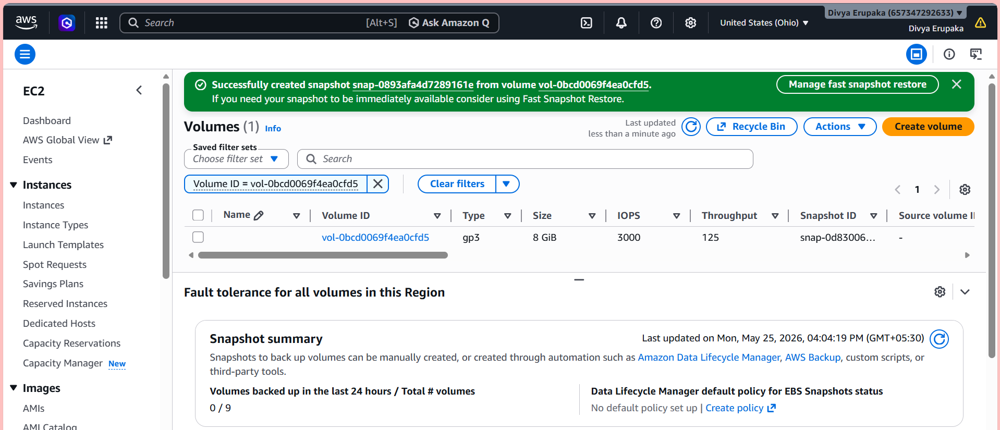 aws
Search [Alt+S] Ask Amazon Q
United States (Ohio)
Divya Erupaka (657347292633)
Divya Erupaka
EC2
Dashboard
AWS Global View
Events
Instances
Instances
Instance Types
Launch Templates
Spot Requests
Savings Plans
Reserved Instances
Dedicated Hosts
Capacity Reservations
Capacity Manager New
Images
AMIs
AMI Catalog
Successfully created snapshot snap-0893afa4d7289161e from volume vol-0bcd0069f4ea0cfd5.
If you need your snapshot to be immediately available consider using Fast Snapshot Restore.
Manage fast snapshot restore
Volumes (1) Info
Last updated
less than a minute ago
Recycle Bin
Actions
Create volume
Saved filter sets
Choose filter set
Search
Volume ID = vol-0bcd0069f4ea0cfd5
Clear filters
1
Name Volume ID Type Size IOPS Throughput Snapshot ID Source volume I
vol-0bcd0069f4ea0cfd5 gp3 8 GiB 3000 125 snap-0d83006... -
Fault tolerance for all volumes in this Region
Snapshot summary
Last updated on Mon, May 25, 2026, 04:04:19 PM (GMT+05:30)
Snapshots to back up volumes can be manually created, or created through automation such as Amazon Data Lifecycle Manager, AWS Backup, custom scripts, or
third-party tools.
Volumes backed up in the last 24 hours / Total # volumes
0 / 9
Data Lifecycle Manager default policy for EBS Snapshots status
No default policy set up | Create policy